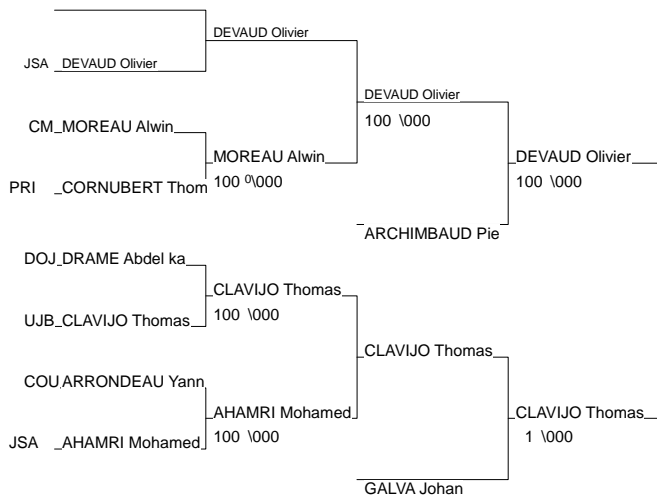 DEVAUD Olivier
JSA DEVAUD Olivier
DEVAUD Olivier
100 \000
CM MOREAU Alwin
MOREAU Alwin
100 0\000
DEVAUD Olivier
100 \000
PRI CORNUBERT Thom
ARCHIMBAUD Pie
DOJ DRAME Abdel ka
CLAVIJO Thomas
100 \000
UJB CLAVIJO Thomas
CLAVIJO Thomas
COU ARRONDEAU Yann
AHAMRI Mohamed
100 \000
CLAVIJO Thomas
1 \000
JSA AHAMRI Mohamed
GALVA Johan